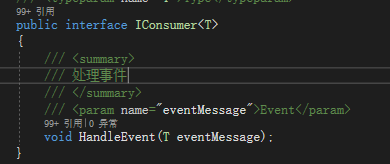 99+ 引用
public interface IConsumer<T>
{
/// <summary>
/// 处理事件
/// </summary>
/// <param name="eventMessage">Event</param>
99+ 引用|0 异常
void HandleEvent(T eventMessage);
}